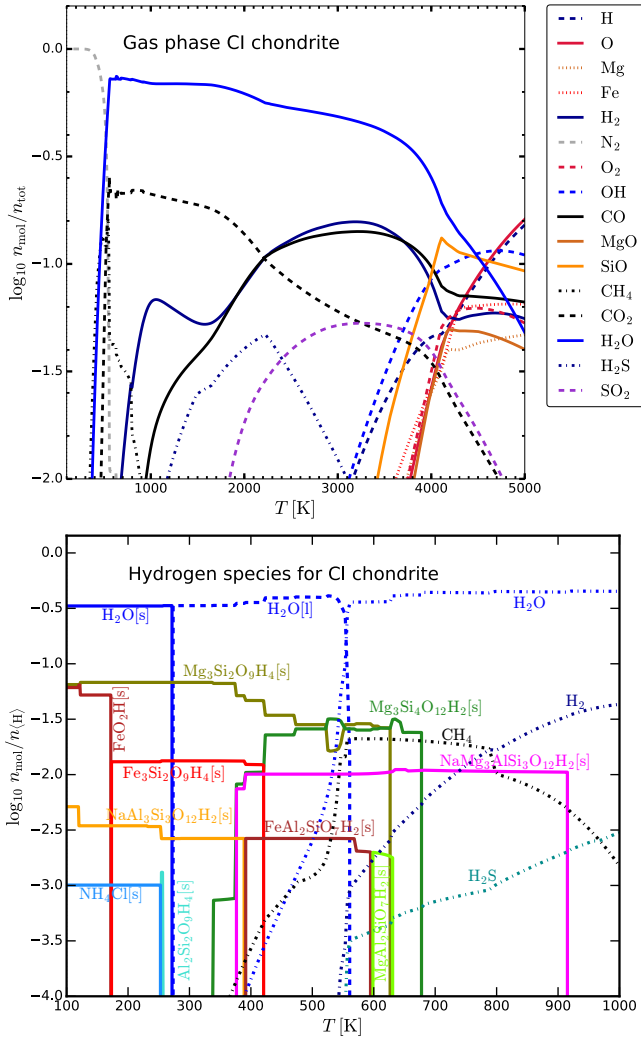 Gas phase CI chondrite
0.0
−0.5
−1.0
−1.5
−2.0
log₁₀ n_mol/n_tot
1000
2000
3000
4000
5000
T [K]
H
O
Mg
Fe
H₂
N₂
O₂
OH
CO
MgO
SiO
CH₄
CO₂
H₂O
H₂S
SO₂
Hydrogen species for CI chondrite
0.0
−0.5
−1.0
−1.5
−2.0
−2.5
−3.0
−3.5
−4.0
log₁₀ n_mol/n⟨H⟩
H₂O[s]
H₂O[l]
H₂O
Mg₃Si₂O₉H₄[s]
FeO₂H[s]
Mg₃Si₄O₁₂H₂[s]
H₂
CH₄
Fe₃Si₂O₉H₄[s]
NaMg₃AlSi₃O₁₂H₂[s]
NaAl₃Si₃O₁₂H₂[s]
FeAl₂SiO₇H₂[s]
NH₄Cl[s]
Al₂Si₂O₉H₄[s]
MgAl₂SiO₇H₂[s]
H₂S
100
200
300
400
500
600
700
800
900
1000
T [K]